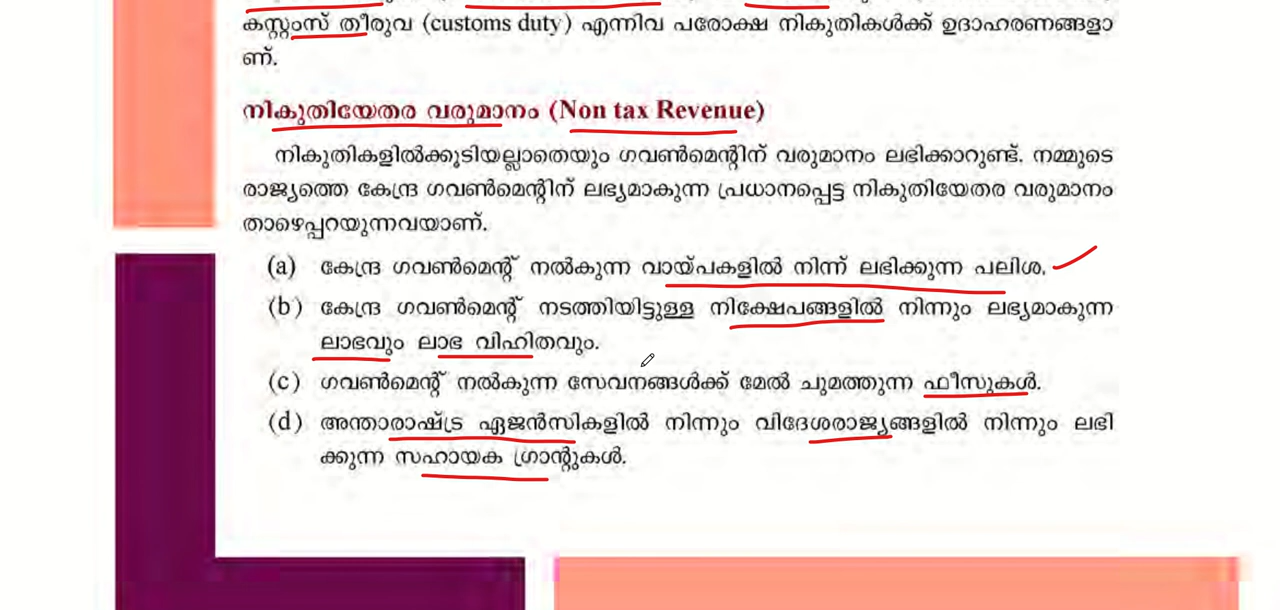 കസ്റ്റംസ് തീരുവ (customs duty) എന്നിവ പരോക്ഷ നികുതികൾക്ക് ഉദാഹരണങ്ങളാ
ണ്.
നികുതിയേതര വരുമാനം (Non tax Revenue)
നികുതികളിൽക്കൂടിയല്ലാതെയും ഗവൺമെന്റിന് വരുമാനം ലഭിക്കാറുണ്ട്. നമ്മുടെ
രാജ്യത്തെ കേന്ദ്ര ഗവൺമെന്റിന് ലഭ്യമാകുന്ന പ്രധാനപ്പെട്ട നികുതിയേതര വരുമാനം
താഴെപ്പറയുന്നവയാണ്.
(a) കേന്ദ്ര ഗവൺമെന്റ് നൽകുന്ന വായ്പകളിൽ നിന്ന് ലഭിക്കുന്ന പലിശ.
(b) കേന്ദ്ര ഗവൺമെന്റ് നടത്തിയിട്ടുള്ള നിക്ഷേപങ്ങളിൽ നിന്നും ലഭ്യമാകുന്ന
ലാഭവും ലാഭ വിഹിതവും.
(c) ഗവൺമെന്റ് നൽകുന്ന സേവനങ്ങൾക്ക് മേൽ ചുമത്തുന്ന ഫീസുകൾ.
(d) അന്താരാഷ്ട്ര ഏജൻസികളിൽ നിന്നും വിദേശരാജ്യങ്ങളിൽ നിന്നും ലഭി
ക്കുന്ന സഹായക ഗ്രാന്റുകൾ.